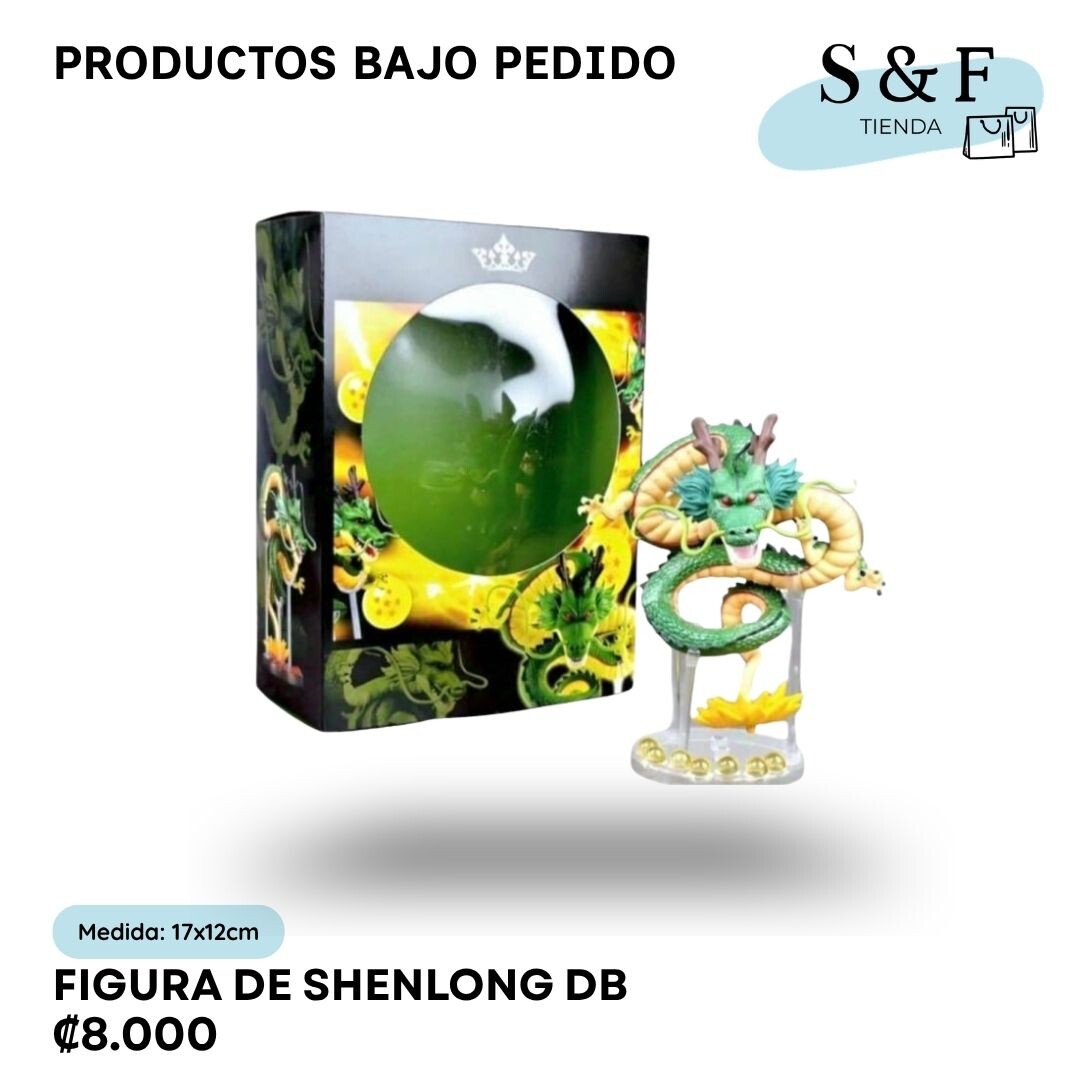 PRODUCTOS BAJO PEDIDO
S & F
TIENDA
Medida: 17x12cm
FIGURA DE SHENLONG DB
₡8.000